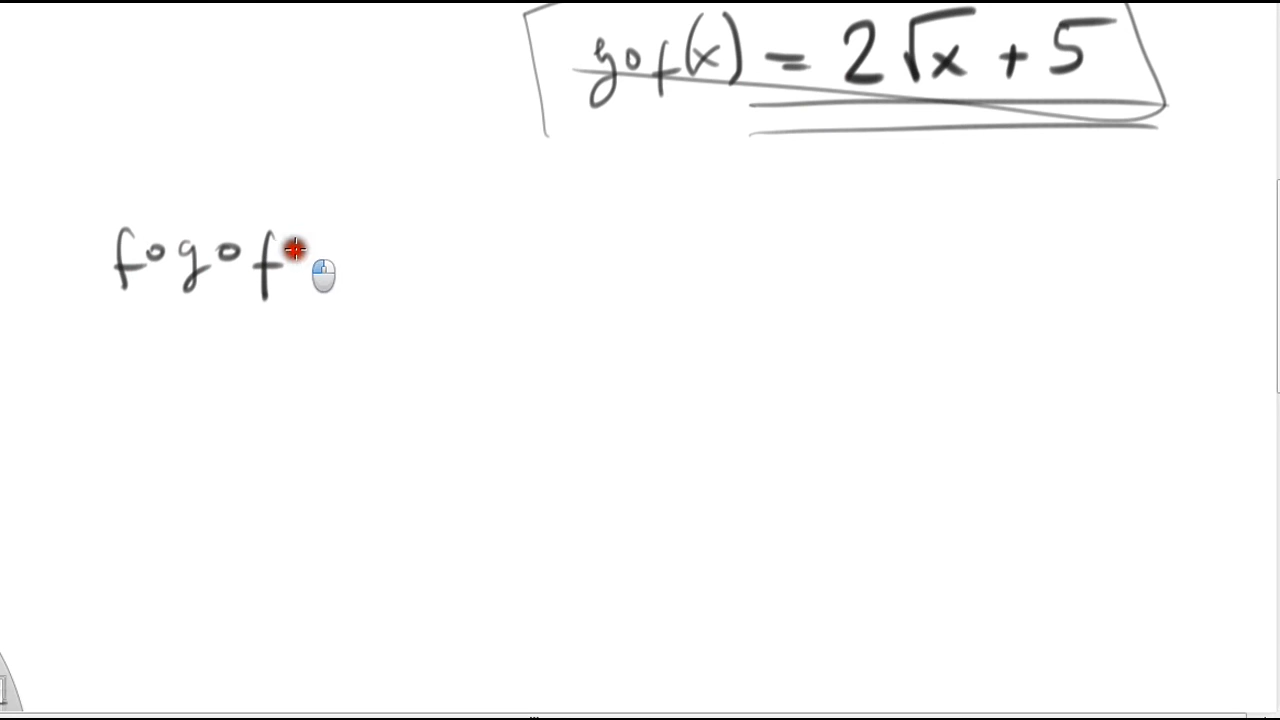 gof(x) = 2√x + 5
fogof